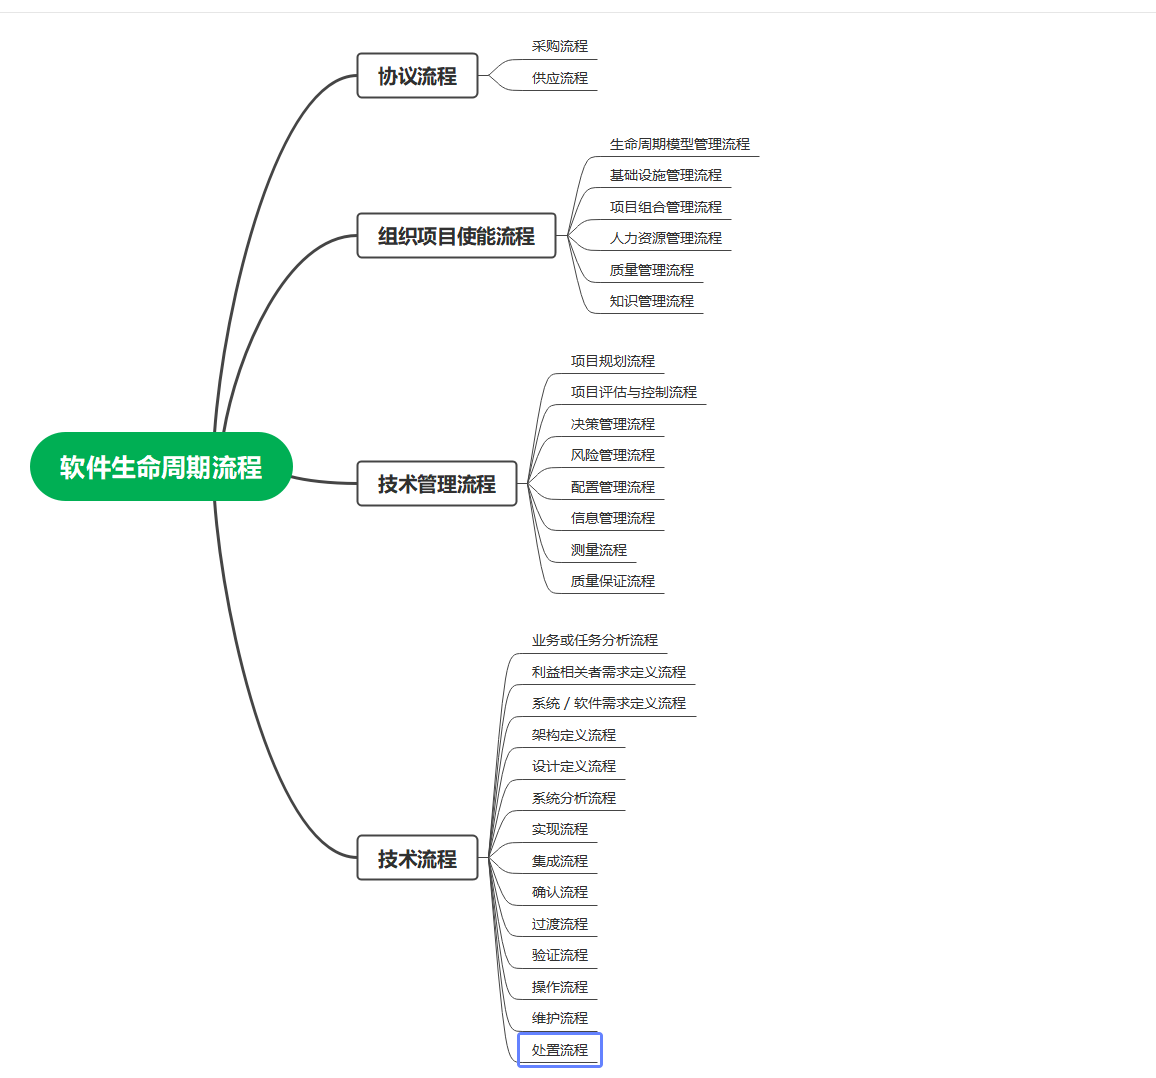 软件生命周期流程
协议流程
采购流程
供应流程
组织项目使能流程
生命周期模型管理流程
基础设施管理流程
项目组合管理流程
人力资源管理流程
质量管理流程
知识管理流程
技术管理流程
项目规划流程
项目评估与控制流程
决策管理流程
风险管理流程
配置管理流程
信息管理流程
测量流程
质量保证流程
技术流程
业务或任务分析流程
利益相关者需求定义流程
系统 / 软件需求定义流程
架构定义流程
设计定义流程
系统分析流程
实现流程
集成流程
确认流程
过渡流程
验证流程
操作流程
维护流程
处置流程